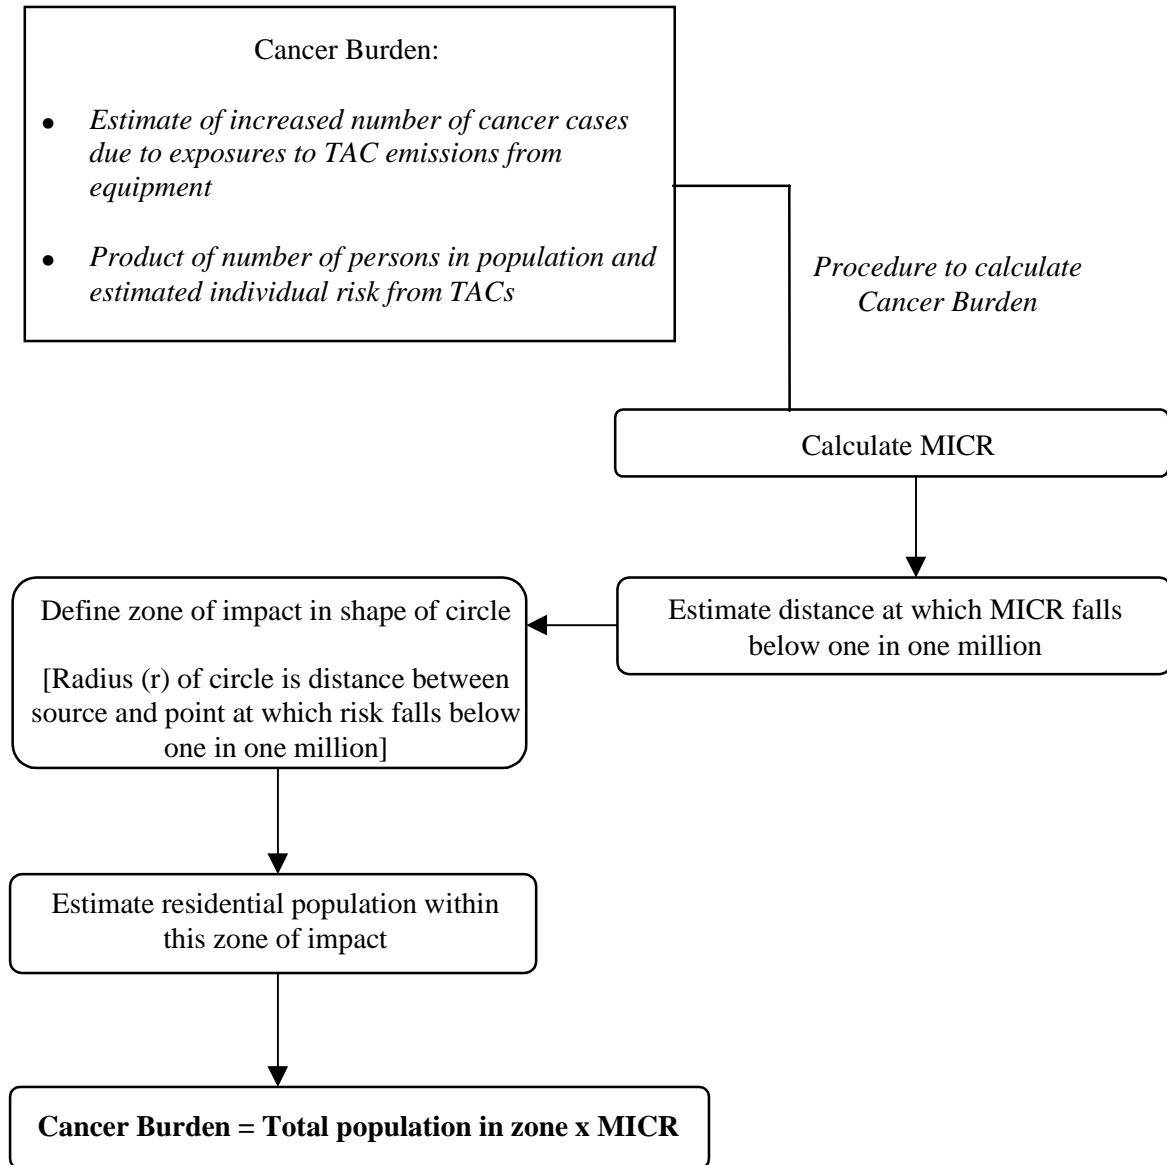 Cancer Burden:
● Estimate of increased number of cancer cases
due to exposures to TAC emissions from
equipment
● Product of number of persons in population and
estimated individual risk from TACs
Procedure to calculate
Cancer Burden
Calculate MICR
Estimate distance at which MICR falls
below one in one million
Define zone of impact in shape of circle
[Radius (r) of circle is distance between
source and point at which risk falls below
one in one million]
Estimate residential population within
this zone of impact
Cancer Burden = Total population in zone x MICR